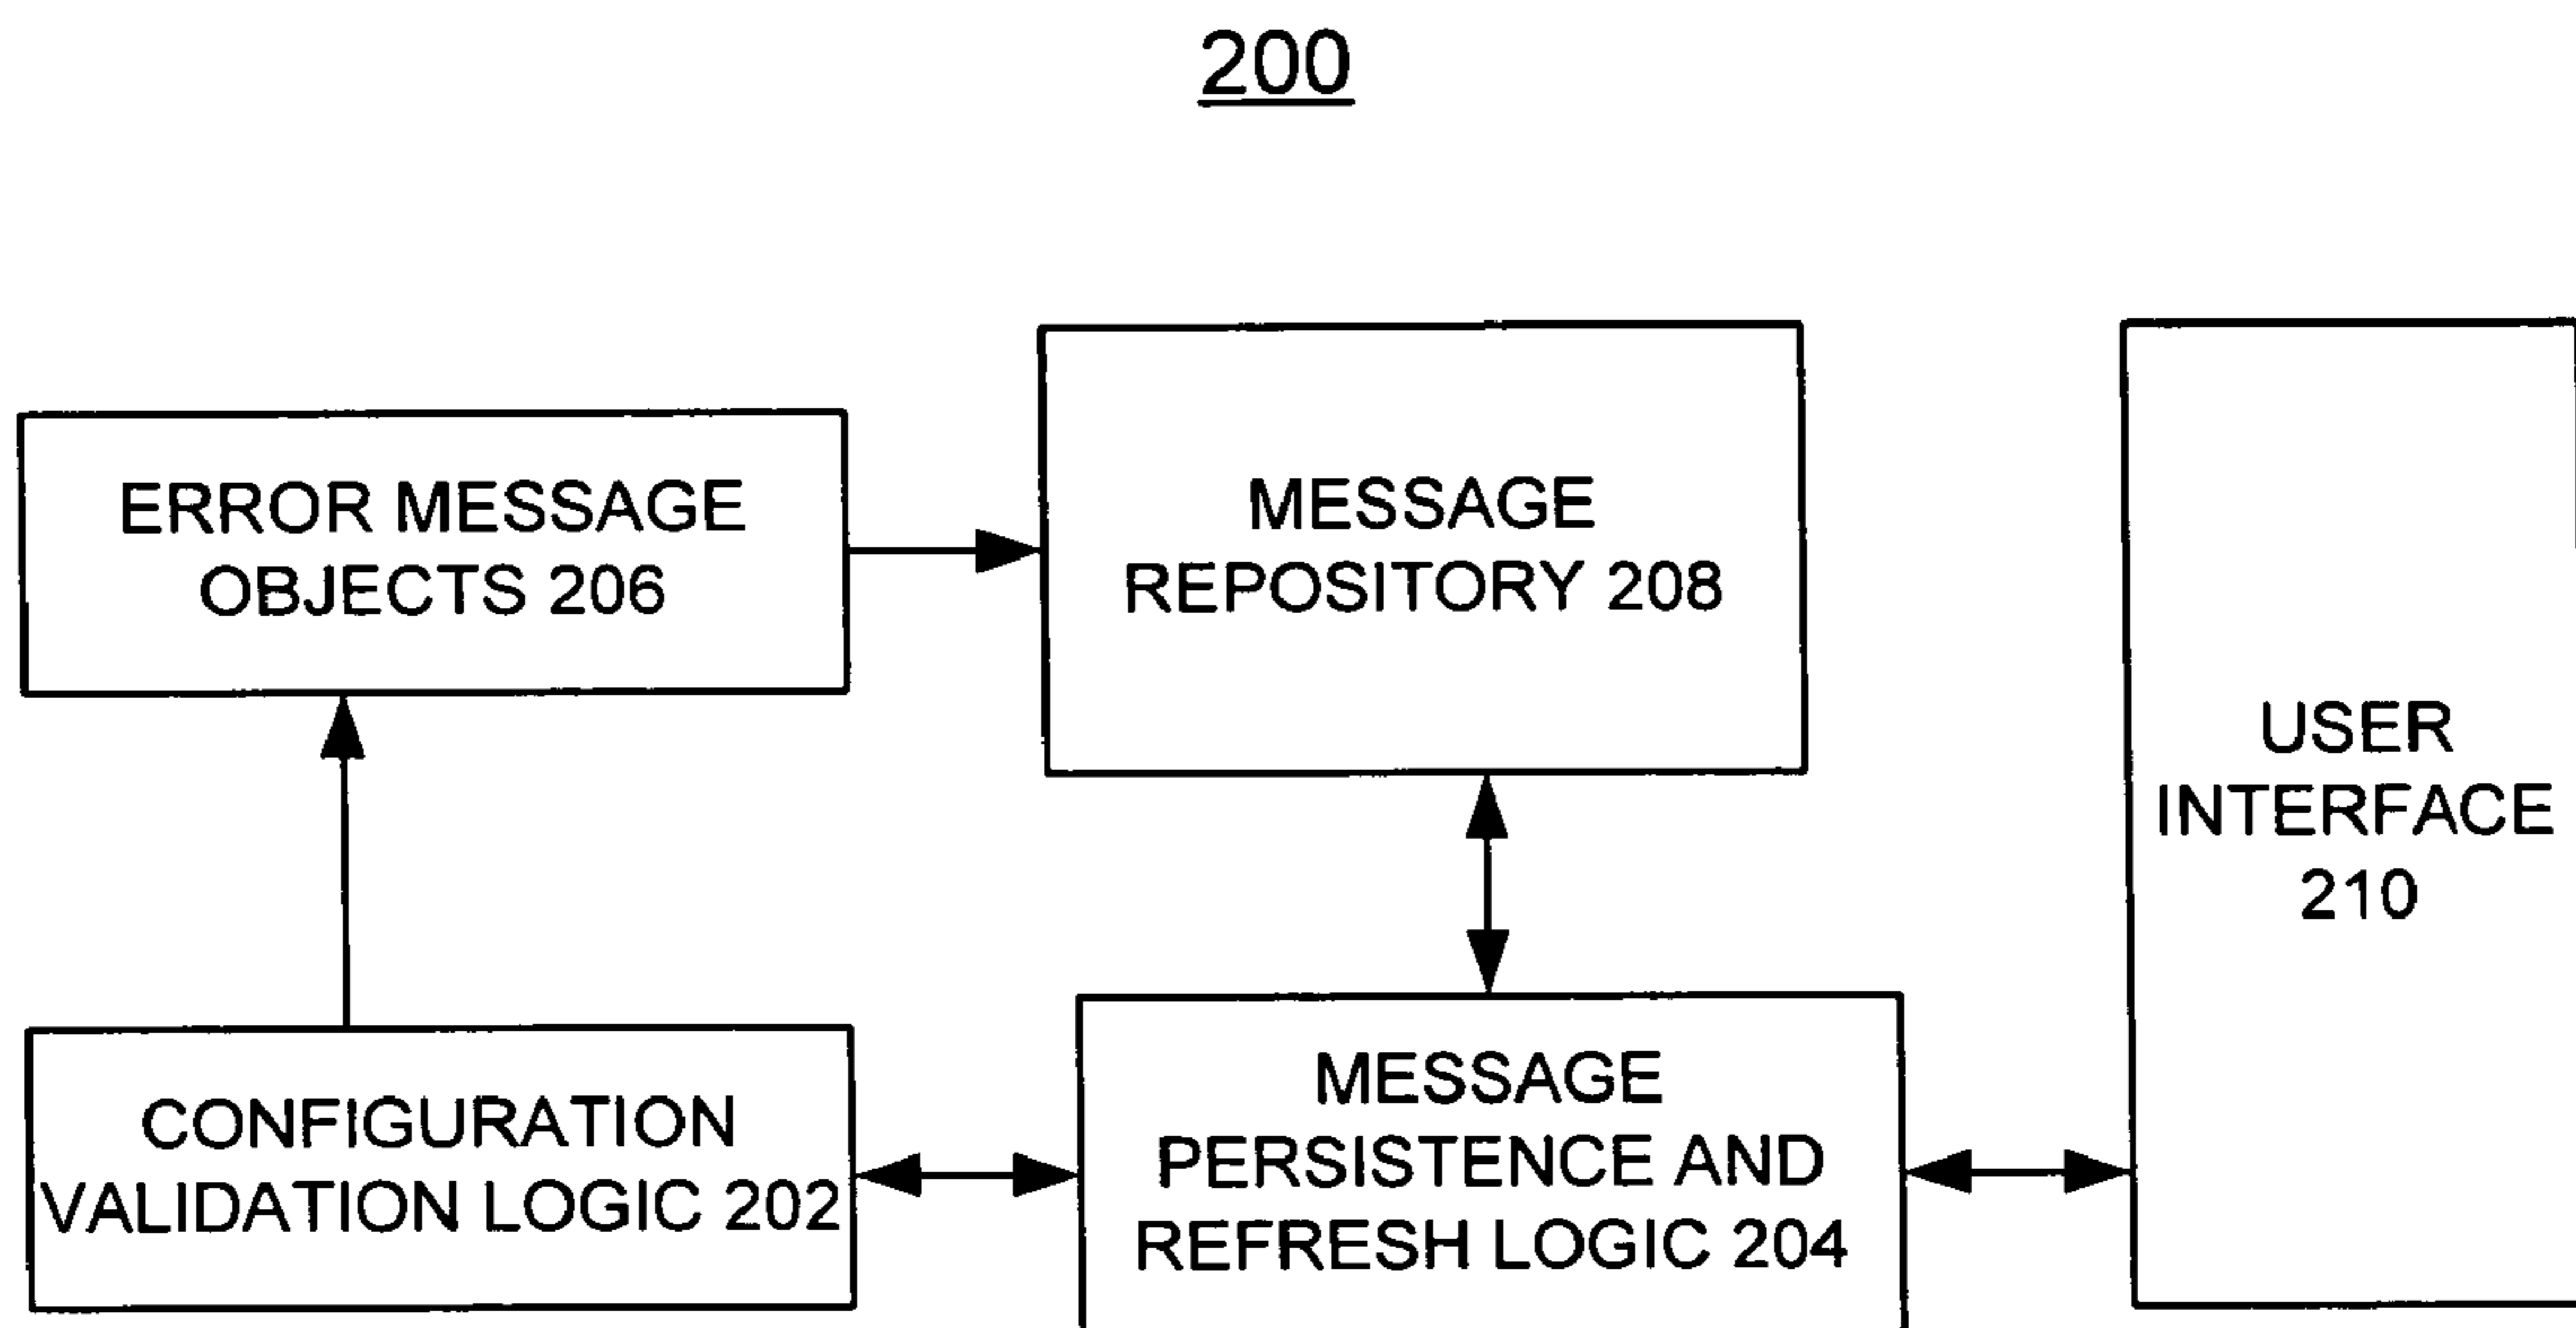 200
ERROR MESSAGE
OBJECTS 206
MESSAGE
REPOSITORY 208
USER
INTERFACE
210
CONFIGURATION
VALIDATION LOGIC 202
MESSAGE
PERSISTENCE AND
REFRESH LOGIC 204